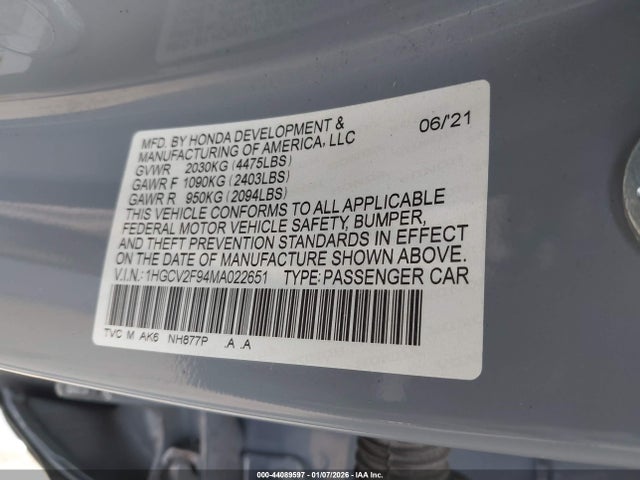 06/'21
MFD. BY HONDA DEVELOPMENT &
MANUFACTURING OF AMERICA, LLC
GVWR 2030KG (4475LBS)
GAWR F 1090KG (2403LBS)
GAWR R 950KG (2094LBS)
THIS VEHICLE CONFORMS TO ALL APPLICABLE
FEDERAL MOTOR VEHICLE SAFETY, BUMPER,
AND THEFT PREVENTION STANDARDS IN EFFECT
ON THE DATE OF MANUFACTURE SHOWN ABOVE.
V.I.N.: 1HGCV2F94MA022651 TYPE: PASSENGER CAR
TVC M AK6 NH877P .A .A
000-44089597 - 01/07/2026 - IAA Inc.